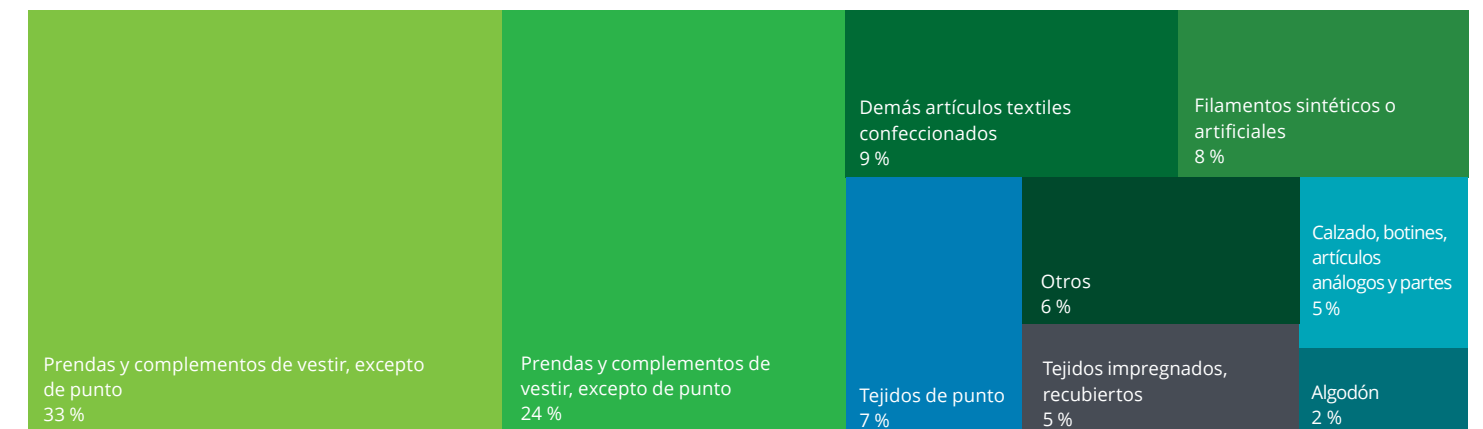 Prendas y complementos de vestir, excepto
de punto
33 %
Prendas y complementos de
vestir, excepto de punto
24 %
Demás artículos textiles
confeccionados
9 %
Filamentos sintéticos o
artificiales
8 %
Tejidos de punto
7 %
Otros
6 %
Tejidos impregnados,
recubiertos
5 %
Calzado, botines,
artículos
análogos y partes
5 %
Algodón
2 %